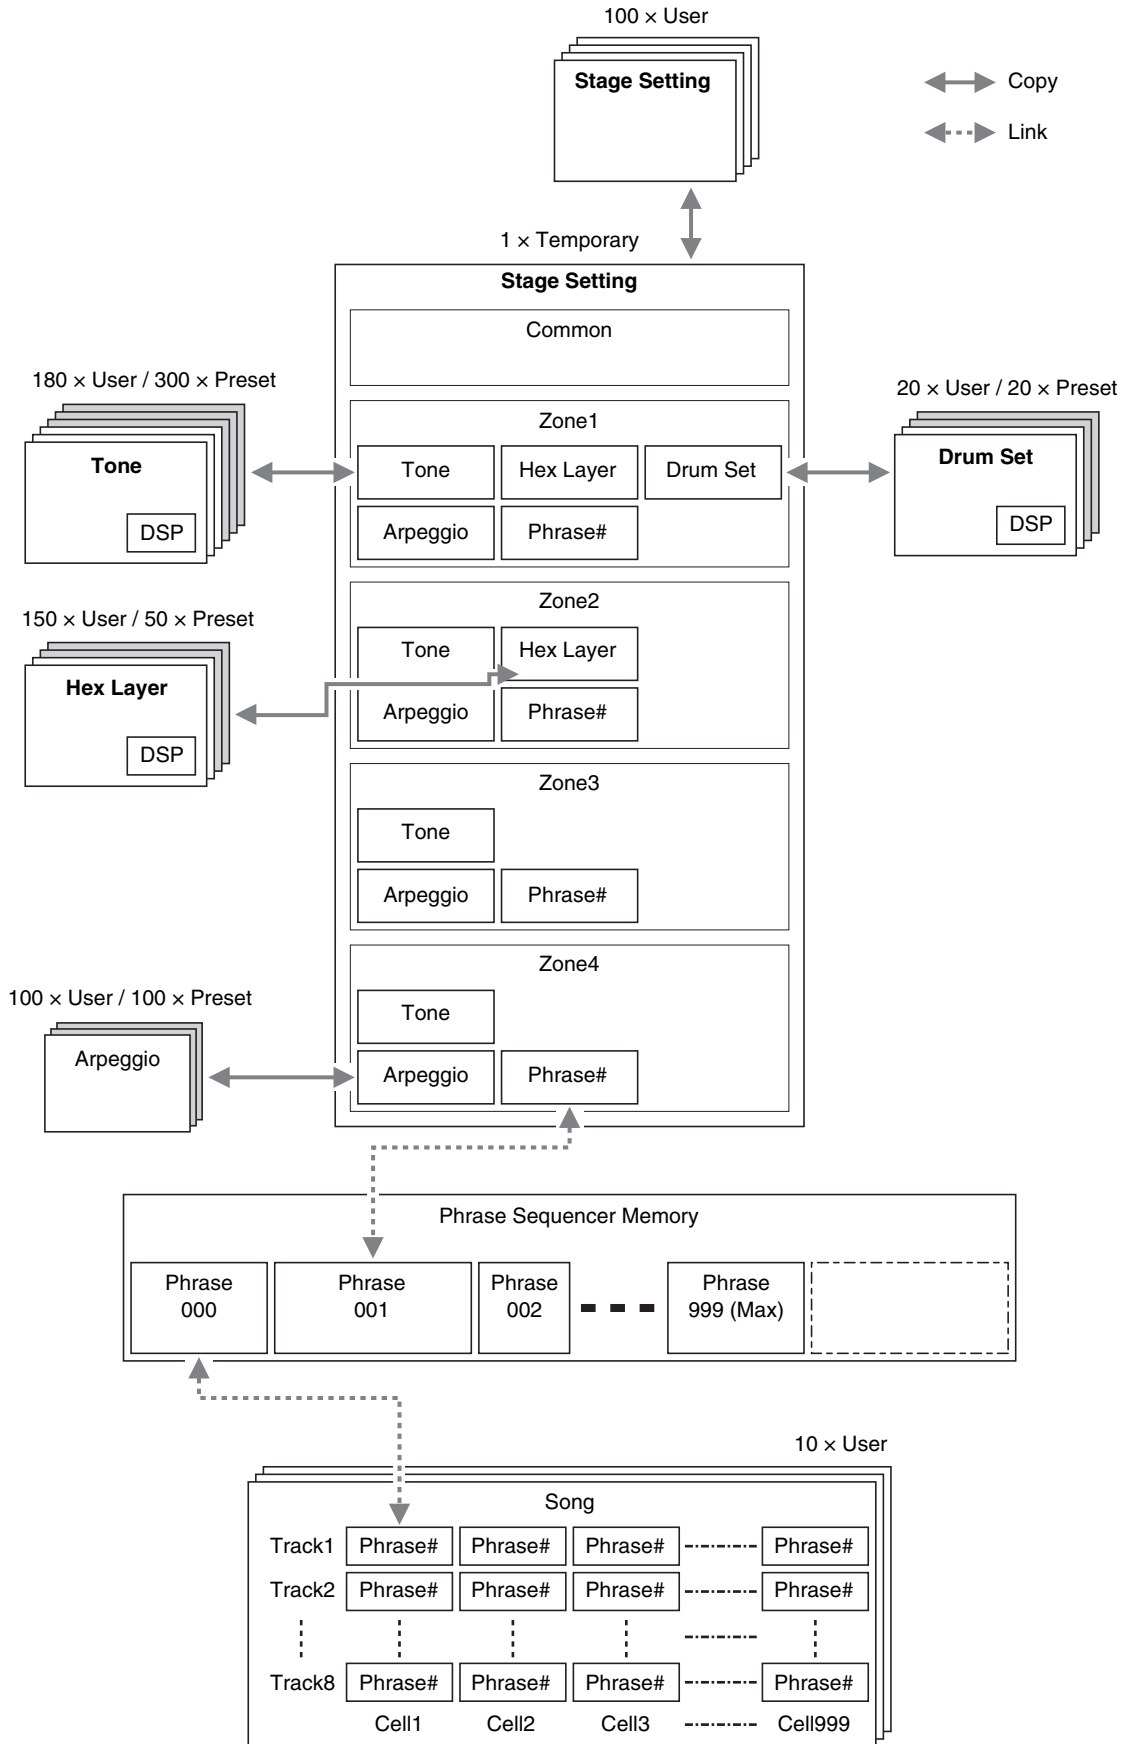 100 × User
Stage Setting
Copy
Link
1 × Temporary
Stage Setting
Common
180 × User / 300 × Preset
Tone
DSP
20 × User / 20 × Preset
Drum Set
DSP
Zone1
Tone Hex Layer Drum Set
Arpeggio Phrase#
150 × User / 50 × Preset
Hex Layer
DSP
Zone2
Tone Hex Layer
Arpeggio Phrase#
Zone3
Tone
Arpeggio Phrase#
100 × User / 100 × Preset
Arpeggio
Zone4
Tone
Arpeggio Phrase#
Phrase Sequencer Memory
Phrase
000
Phrase
001
Phrase
002
Phrase
999 (Max)
10 × User
Song
Track1 Phrase# Phrase# Phrase# Phrase#
Track2 Phrase# Phrase# Phrase# Phrase#
Track8 Phrase# Phrase# Phrase# Phrase#
Cell1 Cell2 Cell3 Cell999